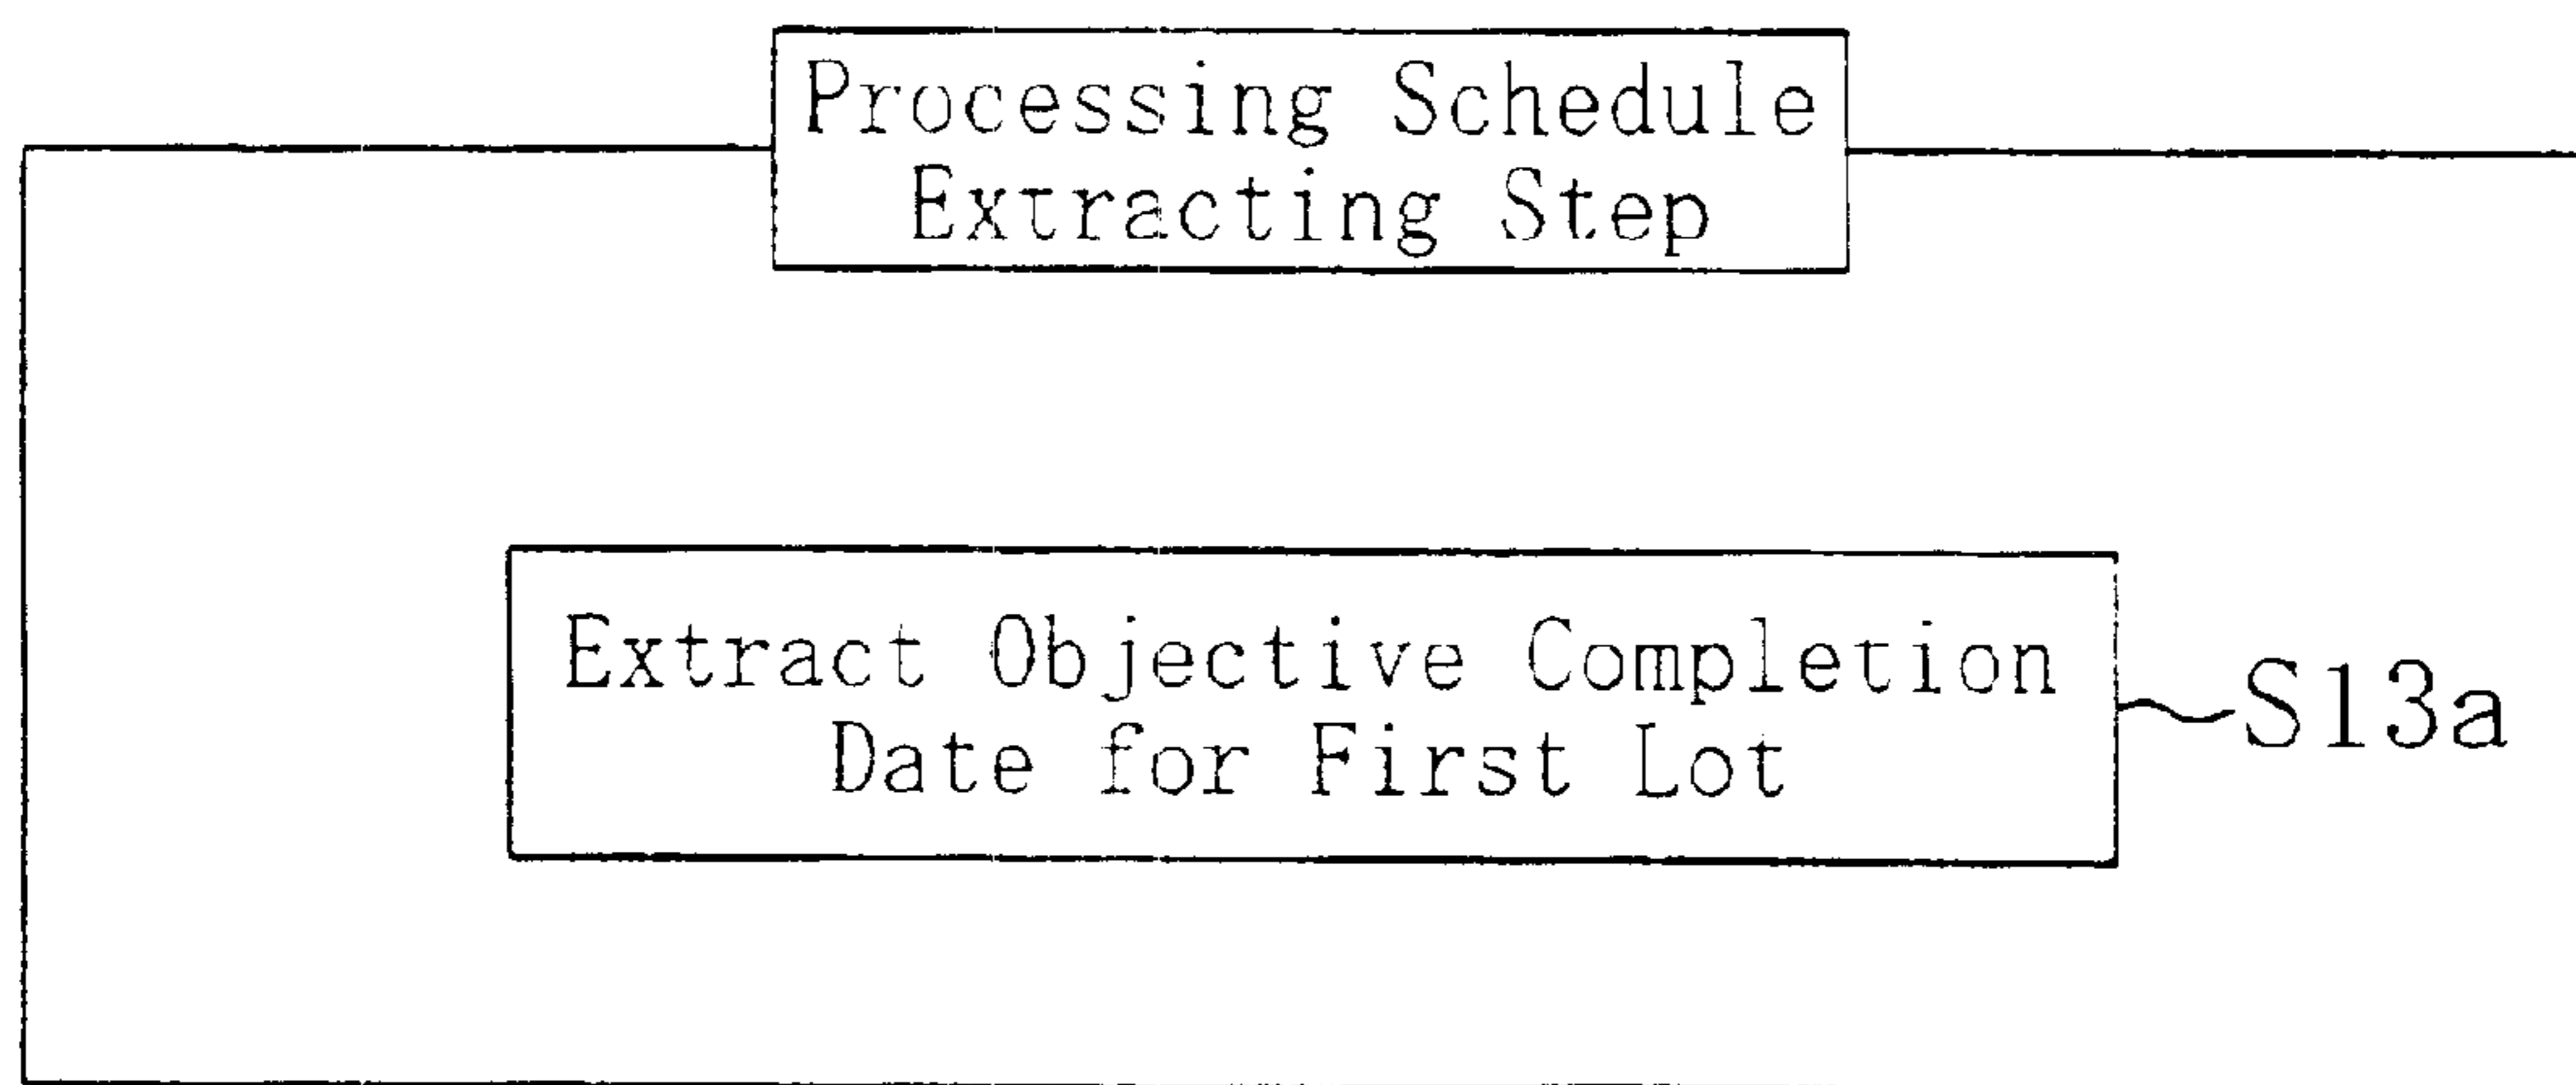 Processing Schedule
Extracting Step
Extract Objective Completion
Date for First Lot
S13a